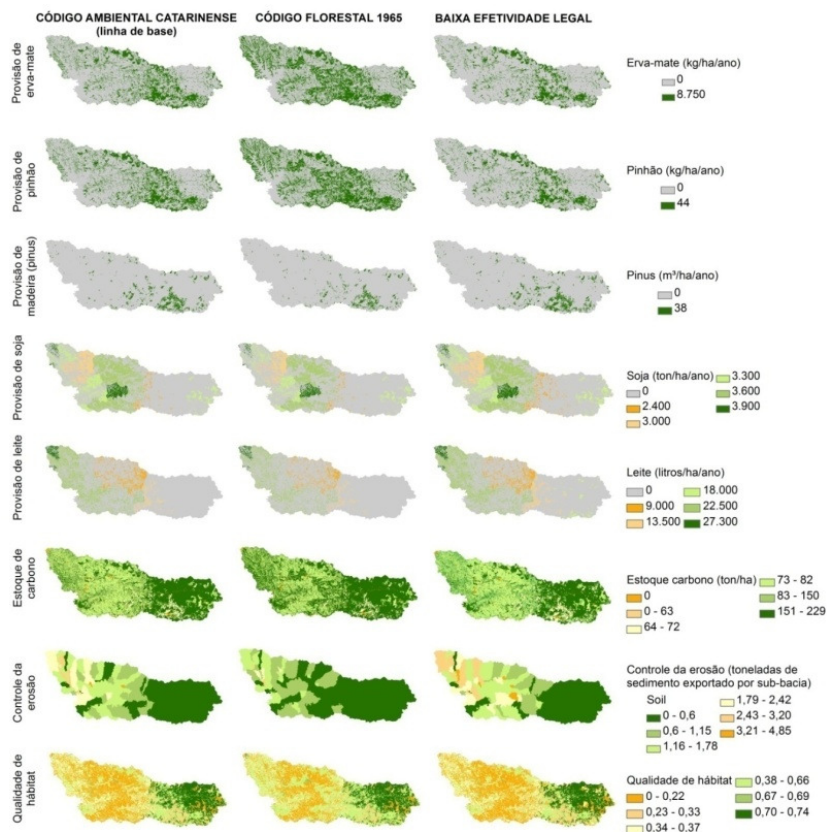 CÓDIGO AMBIENTAL CATARINENSE
(linha de base)
CÓDIGO FLORESTAL 1965
BAIXA EFETIVIDADE LEGAL
Provisão de
erva-mate
Erva-mate (kg/ha/ano)
0
8.750
Provisão de
pinhão
Pinhão (kg/ha/ano)
0
44
Provisão de
madeira (pinus)
Pinus (m³/ha/ano)
0
38
Provisão de soja
Soja (ton/ha/ano)
0
2.400
3.000
3.300
3.600
3.900
Provisão de leite
Leite (litros/ha/ano)
0
9.000
13.500
18.000
22.500
27.300
Estoque de
carbono
Estoque carbono (ton/ha)
0
0 - 63
64 - 72
73 - 82
83 - 150
151 - 229
Controle da
erosão
Controle da erosão (toneladas de
sedimento exportado por sub-bacia)
Soil
0 - 0,6
0,6 - 1,15
1,16 - 1,78
1,79 - 2,42
2,43 - 3,20
3,21 - 4,85
Qualidade de
hábitat
Qualidade de hábitat
0 - 0,22
0,23 - 0,33
0,34 - 0,37
0,38 - 0,66
0,67 - 0,69
0,70 - 0,74